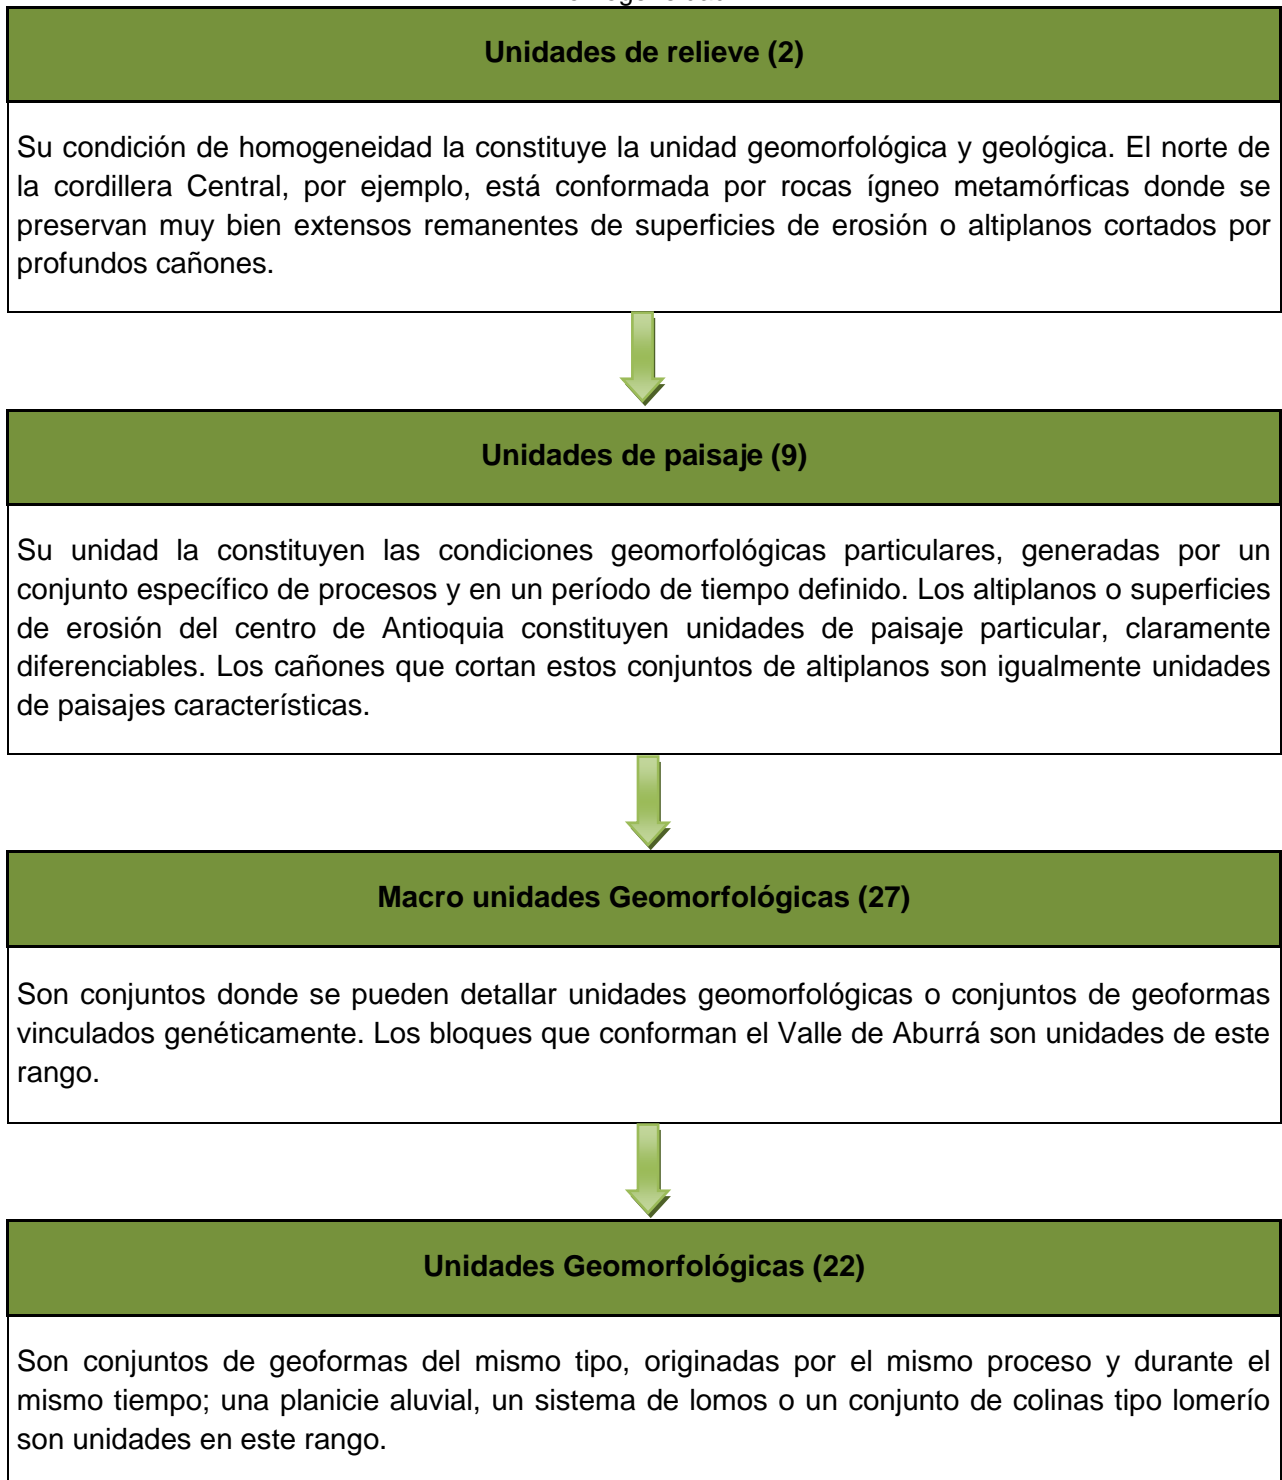 Unidades de relieve (2)
Su condición de homogeneidad la constituye la unidad geomorfológica y geológica. El norte de
la cordillera Central, por ejemplo, está conformada por rocas ígneo metamórficas donde se
preservan muy bien extensos remanentes de superficies de erosión o altiplanos cortados por
profundos cañones.
Unidades de paisaje (9)
Su unidad la constituyen las condiciones geomorfológicas particulares, generadas por un
conjunto específico de procesos y en un período de tiempo definido. Los altiplanos o superficies
de erosión del centro de Antioquia constituyen unidades de paisaje particular, claramente
diferenciables. Los cañones que cortan estos conjuntos de altiplanos son igualmente unidades
de paisajes características.
Macro unidades Geomorfológicas (27)
Son conjuntos donde se pueden detallar unidades geomorfológicas o conjuntos de geoformas
vinculados genéticamente. Los bloques que conforman el Valle de Aburrá son unidades de este
rango.
Unidades Geomorfológicas (22)
Son conjuntos de geoformas del mismo tipo, originadas por el mismo proceso y durante el
mismo tiempo; una planicie aluvial, un sistema de lomos o un conjunto de colinas tipo lomerío
son unidades en este rango.